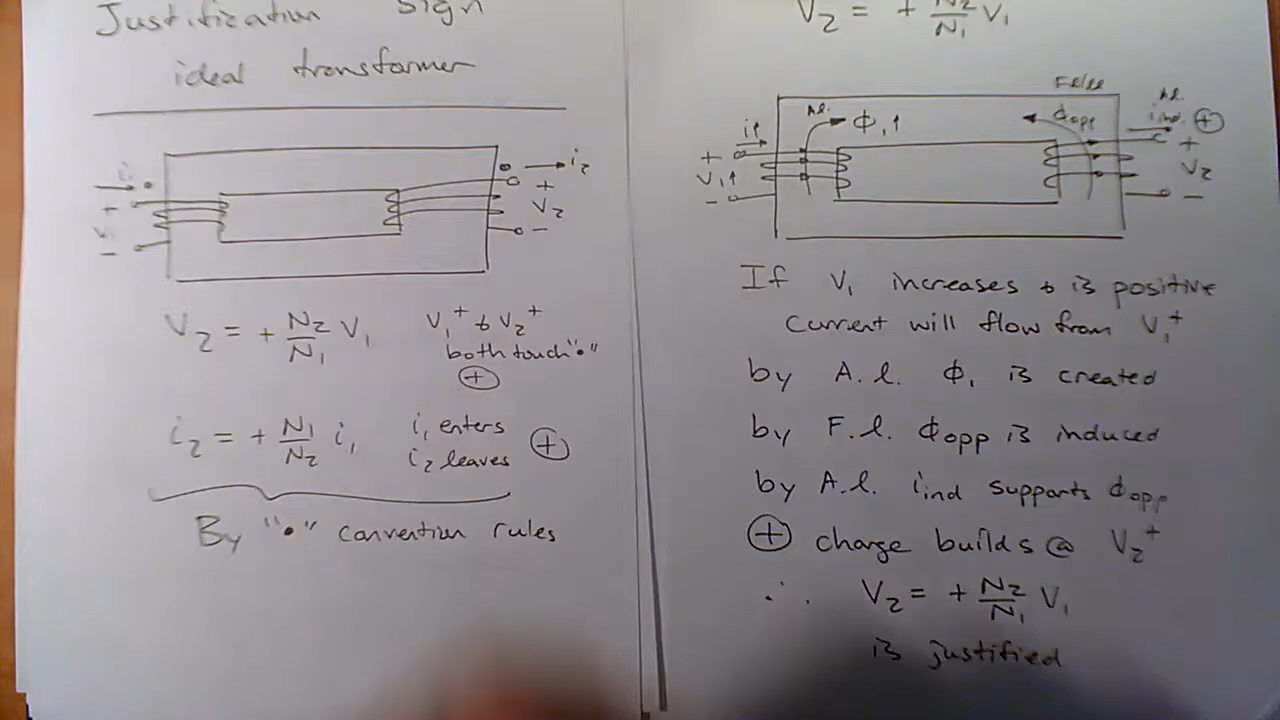 Justification Sign
ideal transformer
i
V
+
-
i₂
+
V₂
-
V₂ = + N₂/N₁ V₁
V₁⁺ & V₂⁺
both touch "•"
+
i₂ = + N₁/N₂ i₁
i₁ enters
i₂ leaves
+
By "•" convention rules
V₂ = + N₂/N₁ V₁
i↑
+
V₁↑
-
A.l.
Φ₁↑
Φopp
A.l.
iind.
+
+
V₂
-
If V₁ increases & is positive
current will flow from V₁⁺
by A.l. Φ₁ is created
by F.l. Φopp is induced
by A.l. iind supports Φopp
+ charge builds @ V₂⁺
∴ V₂ = + N₂/N₁ V₁
is justified